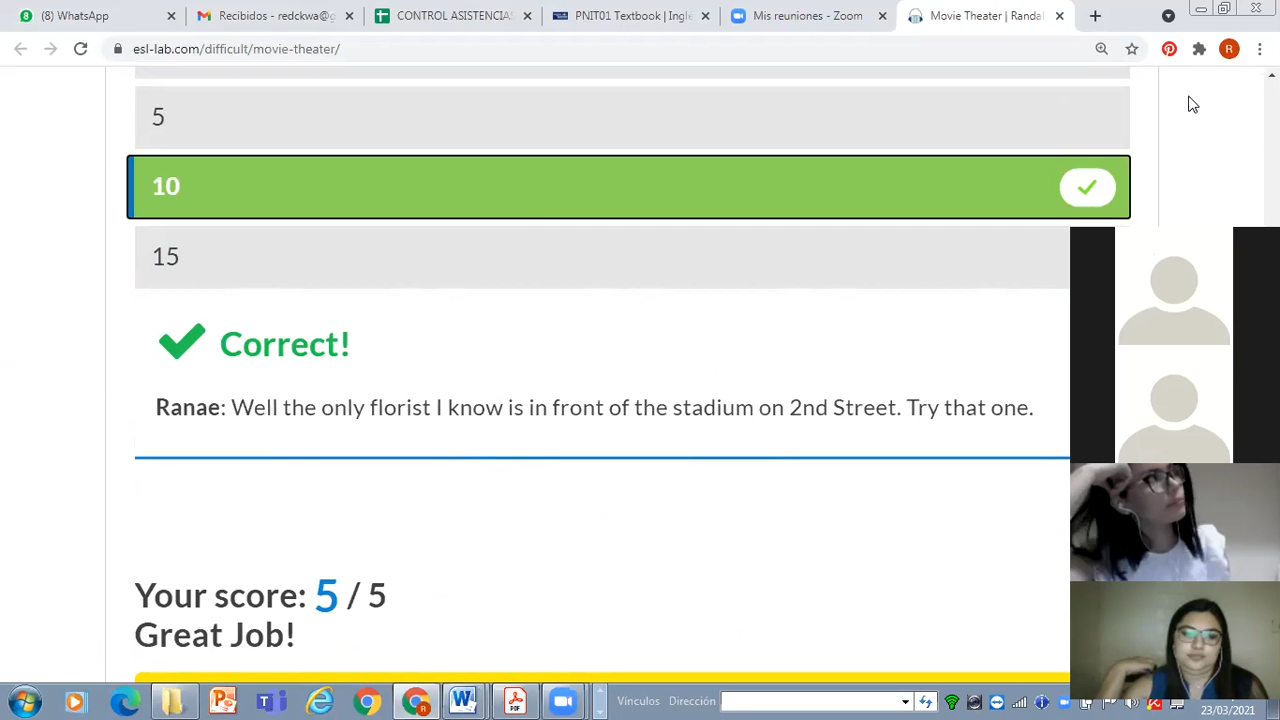 (8) WhatsApp
Recibidos - redckwa@g
CONTROL ASISTENCIAS
PNIT01 Textbook | Ingl
Mis reuniones - Zoom
Movie Theater | Randal
esl-lab.com/difficult/movie-theater/
R
5
10
15
Correct!
Ranae: Well the only florist I know is in front of the stadium on 2nd Street. Try that one.
Your score: 5 / 5
Great Job!
Vínculos Dirección
23/03/2021